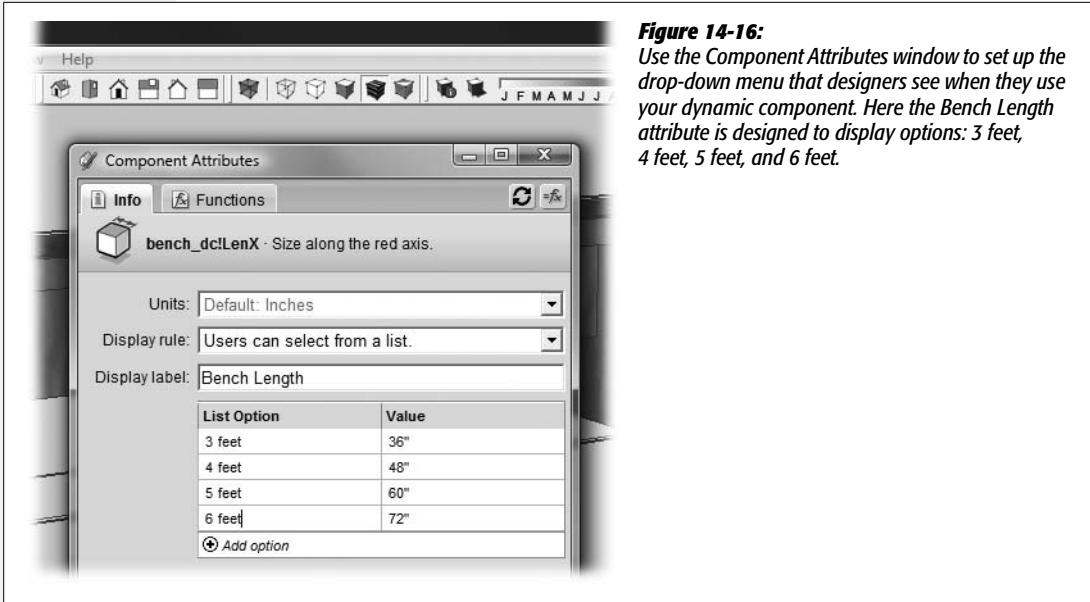 Figure 14-16:
Use the Component Attributes window to set up the
drop-down menu that designers see when they use
your dynamic component. Here the Bench Length
attribute is designed to display options: 3 feet,
4 feet, 5 feet, and 6 feet.
Help
J F M A M J J
Component Attributes
Info
Functions
=fx
bench_dc!LenX · Size along the red axis.
Units: Default: Inches
Display rule: Users can select from a list.
Display label: Bench Length
List Option Value
3 feet 36"
4 feet 48"
5 feet 60"
6 feet 72"
Add option